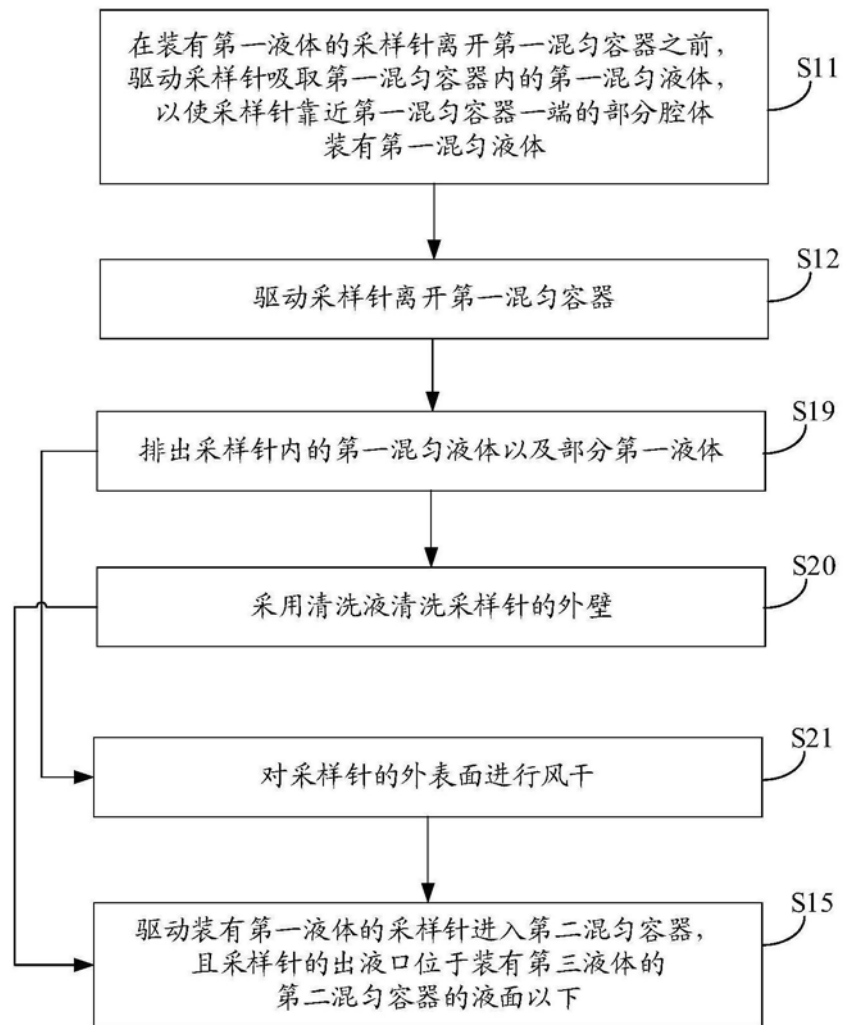 在装有第一液体的采样针离开第一混匀容器之前，
驱动采样针吸取第一混匀容器内的第一混匀液体，
以使采样针靠近第一混匀容器一端的部分腔体
装有第一混匀液体
S11
驱动采样针离开第一混匀容器
S12
排出采样针内的第一混匀液体以及部分第一液体
S19
采用清洗液清洗采样针的外壁
S20
对采样针的外表面进行风干
S21
驱动装有第一液体的采样针进入第二混匀容器，
且采样针的出液口位于装有第三液体的
第二混匀容器的液面以下
S15